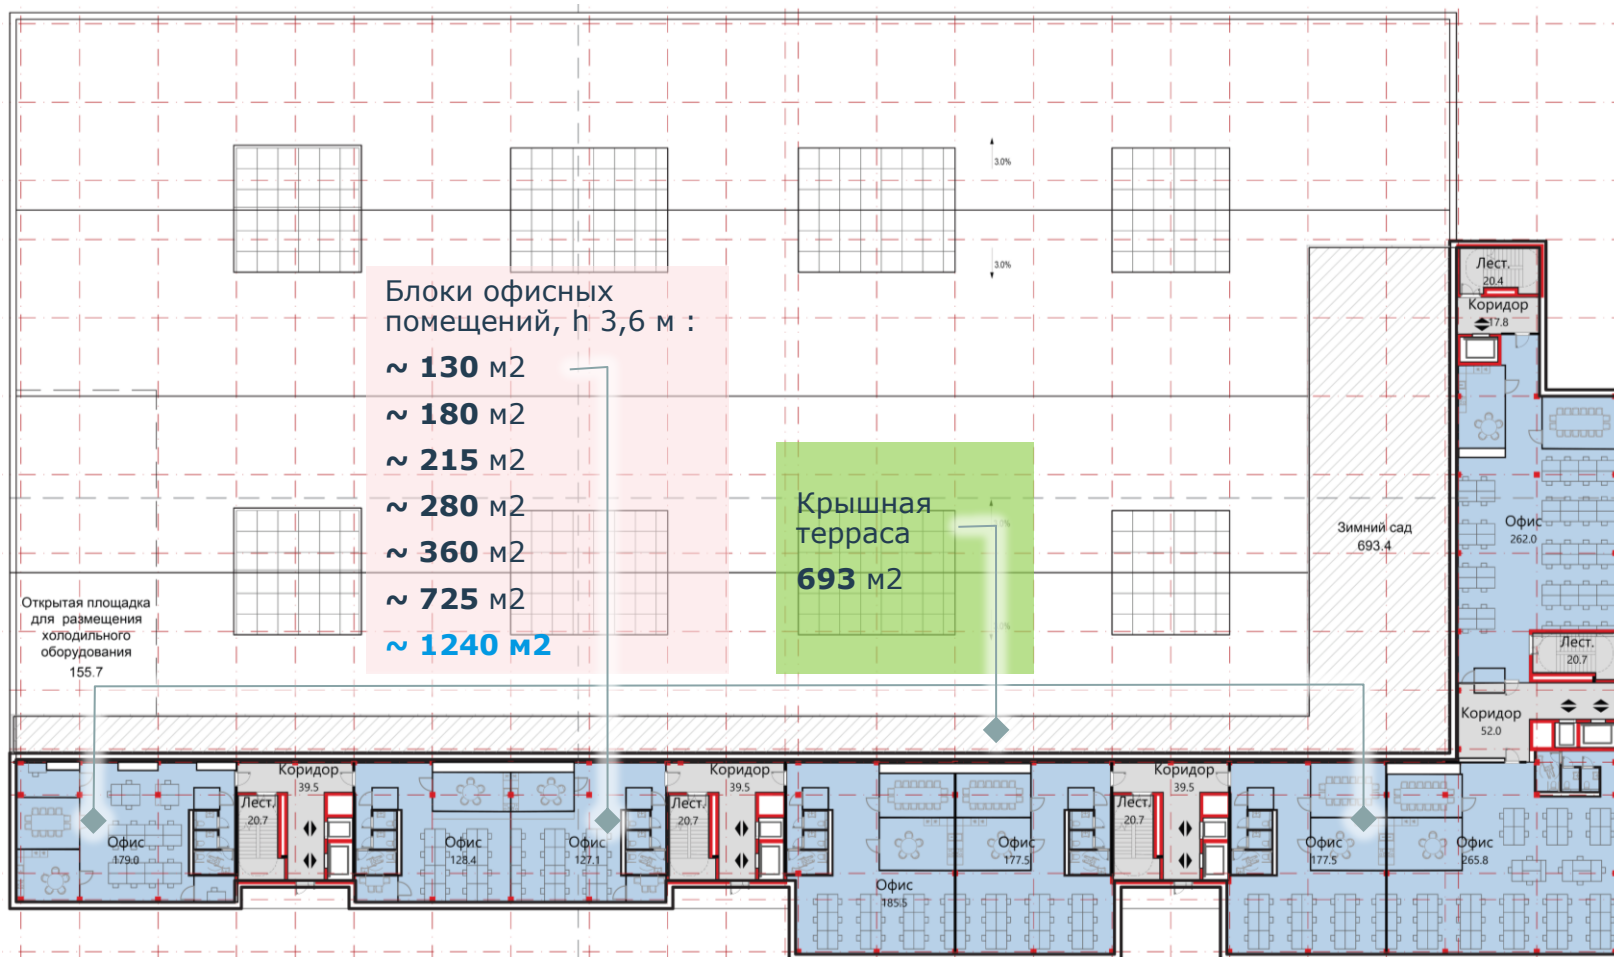 3.0%
3.0%
Блоки офисных
помещений, h 3,6 м :
~ 130 м2
~ 180 м2
~ 215 м2
~ 280 м2
~ 360 м2
~ 725 м2
~ 1240 м2
Крышная
терраса
693 м2
Зимний сад
693.4
Открытая площадка
для размещения
холодильного
оборудования
155.7
Лест.
20.4
Коридор
17.8
Офис
262.0
Лест.
20.7
Коридор
52.0
Офис
179.0
Коридор
39.5
Лест.
20.7
Офис
128.4
Офис
127.1
Коридор
39.5
Лест.
20.7
Офис
185.5
Офис
177.5
Коридор
39.5
Лест.
20.7
Офис
177.5
Офис
265.8